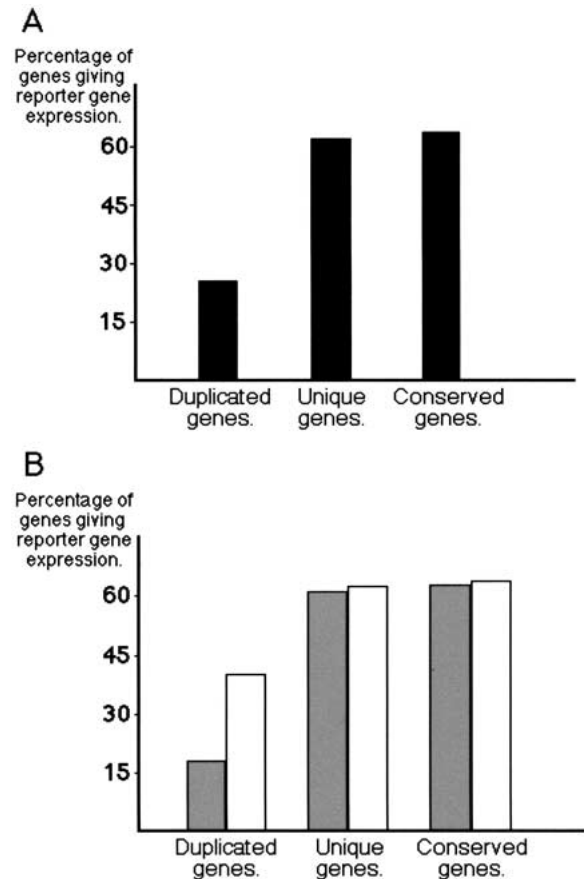 A
Percentage of
genes giving
reporter gene
expression.
60
45
30
15
Duplicated genes.
Unique genes.
Conserved genes.
B
Percentage of
genes giving
reporter gene
expression.
60
45
30
15
Duplicated genes.
Unique genes.
Conserved genes.